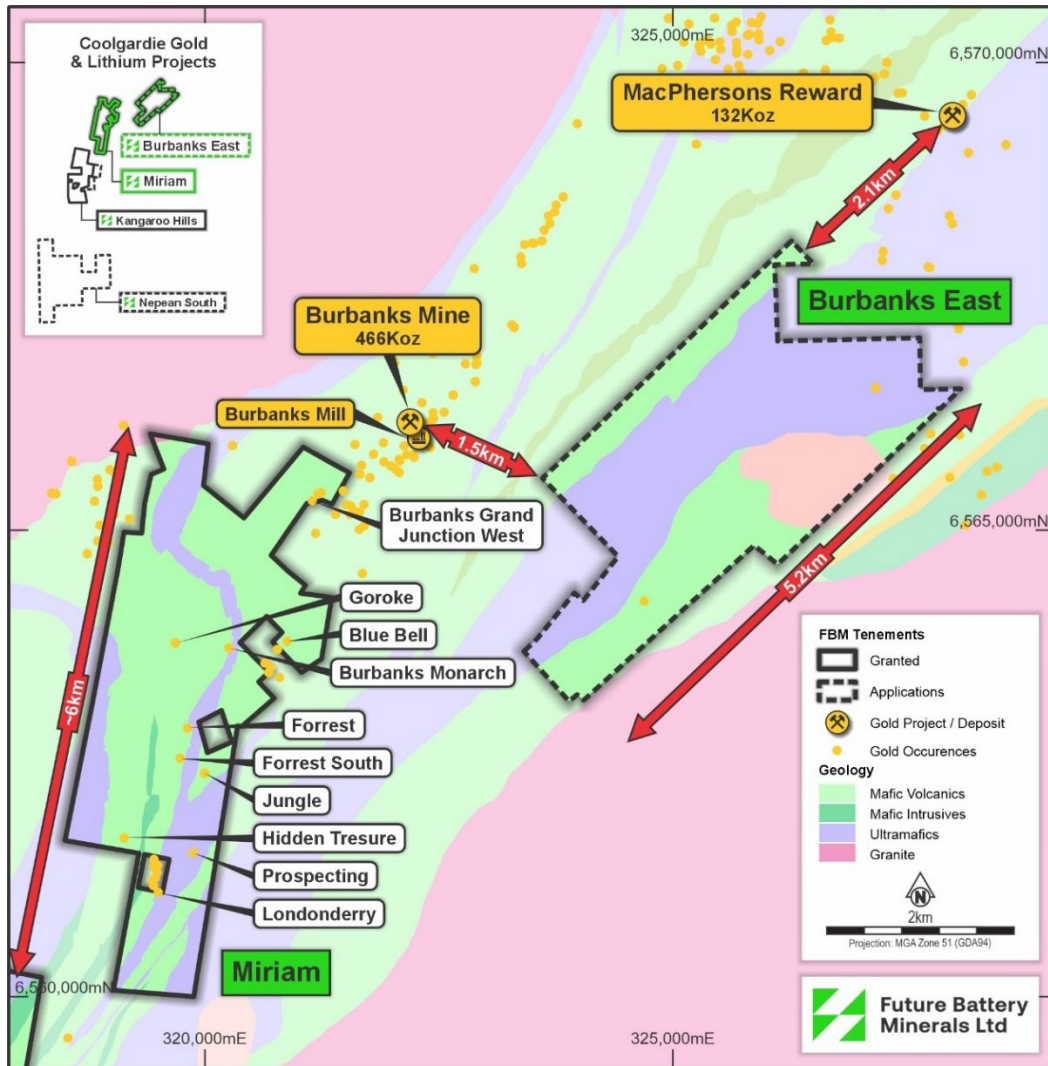 Coolgardie Gold
& Lithium Projects
Burbanks East
Miriam
Kangaroo Hills
Nepean South
325,000mE
6,570,000mN
MacPhersons Reward
132Koz
2.1km
Burbanks East
Burbanks Mine
466Koz
Burbanks Mill
1.5km
Burbanks Grand
Junction West
6,565,000mN
5.2km
~6km
Goroke
Blue Bell
Burbanks Monarch
Forrest
Forrest South
Jungle
Hidden Tresure
Prospecting
Londonderry
Miriam
6,560,000mN
320,000mE
325,000mE
FBM Tenements
Granted
Applications
Gold Project / Deposit
Gold Occurences
Geology
Mafic Volcanics
Mafic Intrusives
Ultramafics
Granite
N
2km
Projection: MGA Zone 51 (GDA94)
Future Battery
Minerals Ltd